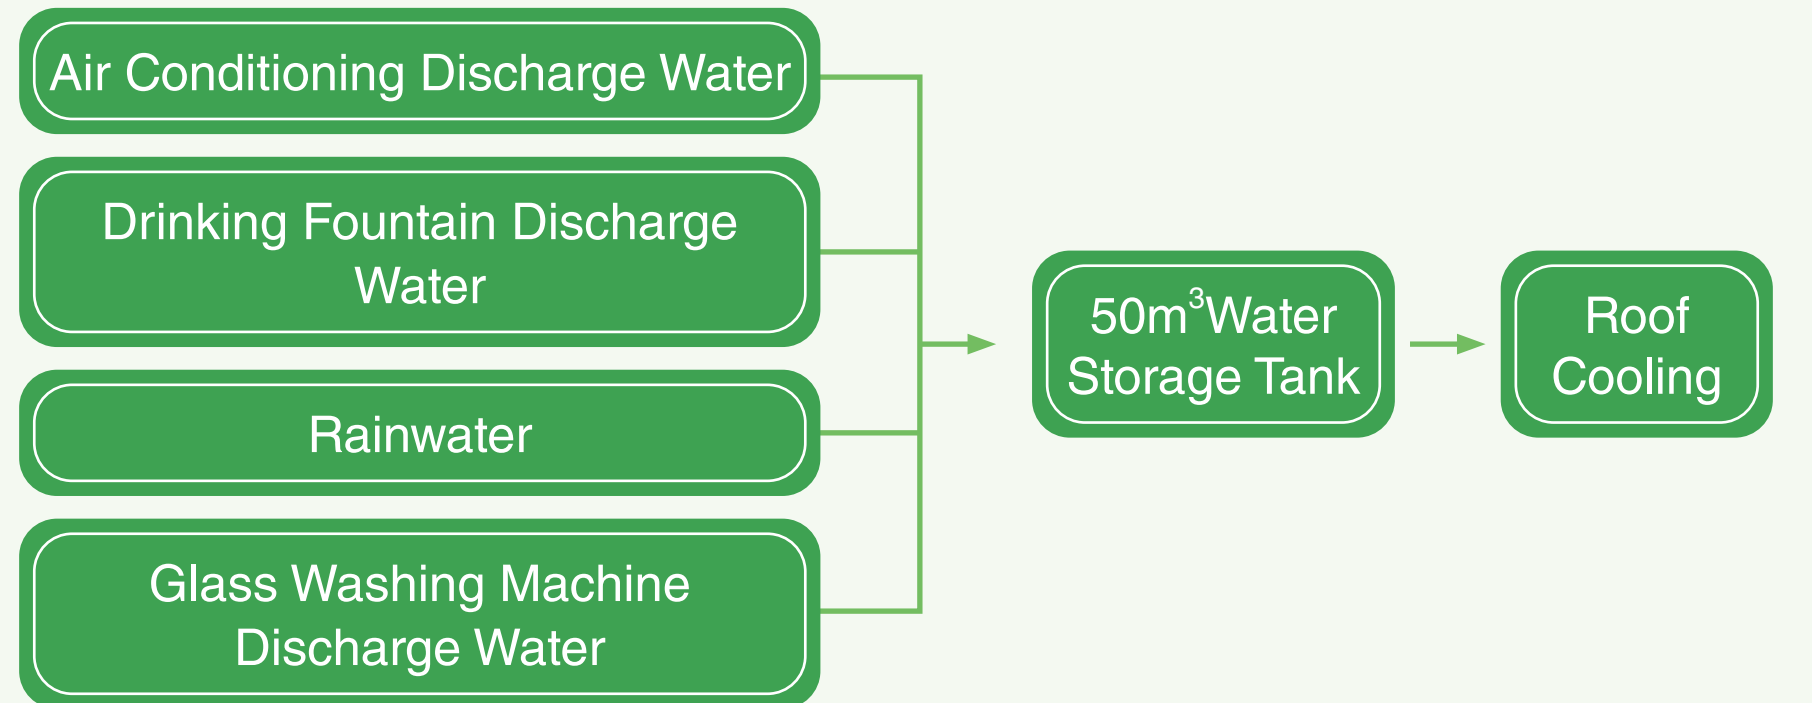 Air Conditioning Discharge Water
Drinking Fountain Discharge
Water
Rainwater
Glass Washing Machine
Discharge Water
50m³Water
Storage Tank
Roof
Cooling